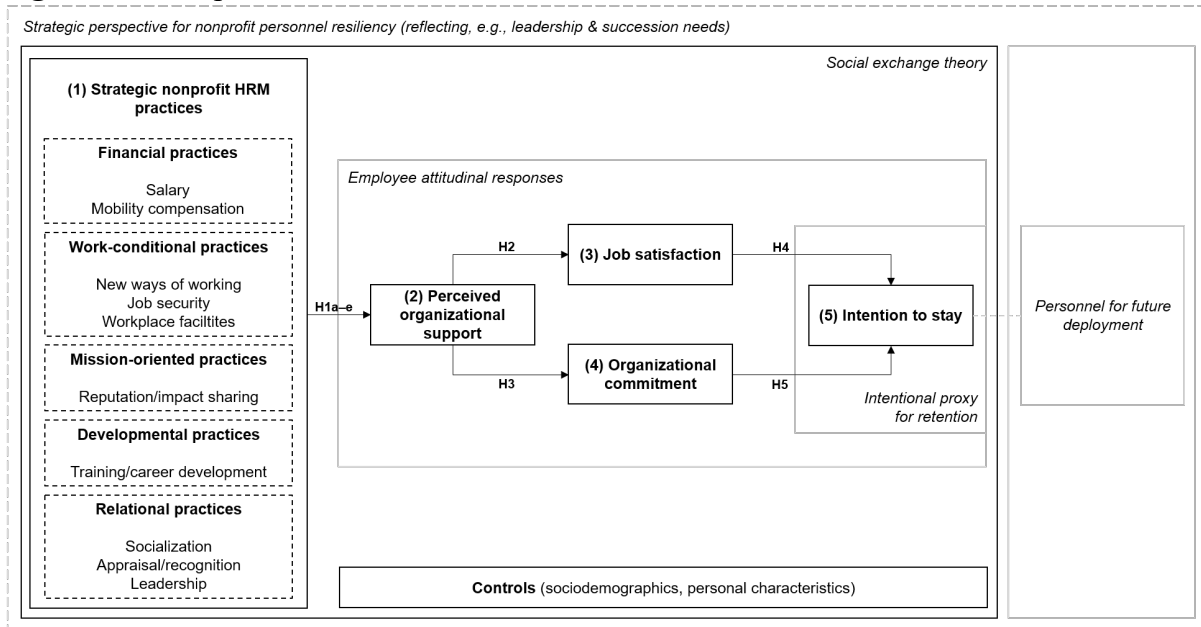 Strategic perspective for nonprofit personnel resiliency (reflecting, e.g., leadership & succession needs)
Social exchange theory
(1) Strategic nonprofit HRM
practices
Financial practices
Salary
Mobility compensation
Work-conditional practices
New ways of working
Job security
Workplace faciltites
Mission-oriented practices
Reputation/impact sharing
Developmental practices
Training/career development
Relational practices
Socialization
Appraisal/recognition
Leadership
H1a–e
Employee attitudinal responses
(2) Perceived
organizational
support
H2
H3
(3) Job satisfaction
(4) Organizational
commitment
H4
H5
(5) Intention to stay
Intentional proxy
for retention
Personnel for future
deployment
Controls (sociodemographics, personal characteristics)